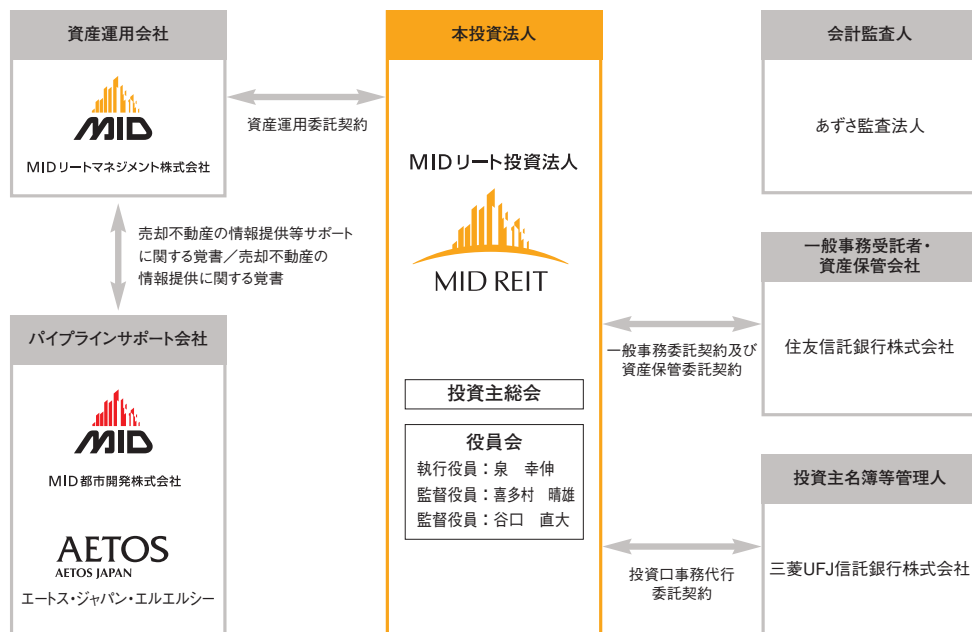 資産運用会社
MID
MIDリートマネジメント株式会社
資産運用委託契約
売却不動産の情報提供等サポート
に関する覚書／売却不動産の
情報提供に関する覚書
パイプラインサポート会社
MID
MID都市開発株式会社
AETOS
AETOS JAPAN
エートス・ジャパン・エルエルシー
本投資法人
MIDリート投資法人
MID REIT
投資主総会
役員会
執行役員：泉　幸伸
監督役員：喜多村　晴雄
監督役員：谷口　直大
会計監査人
あずさ監査法人
一般事務受託者・
資産保管会社
住友信託銀行株式会社
一般事務委託契約及び
資産保管委託契約
投資主名簿等管理人
三菱UFJ信託銀行株式会社
投資口事務代行
委託契約